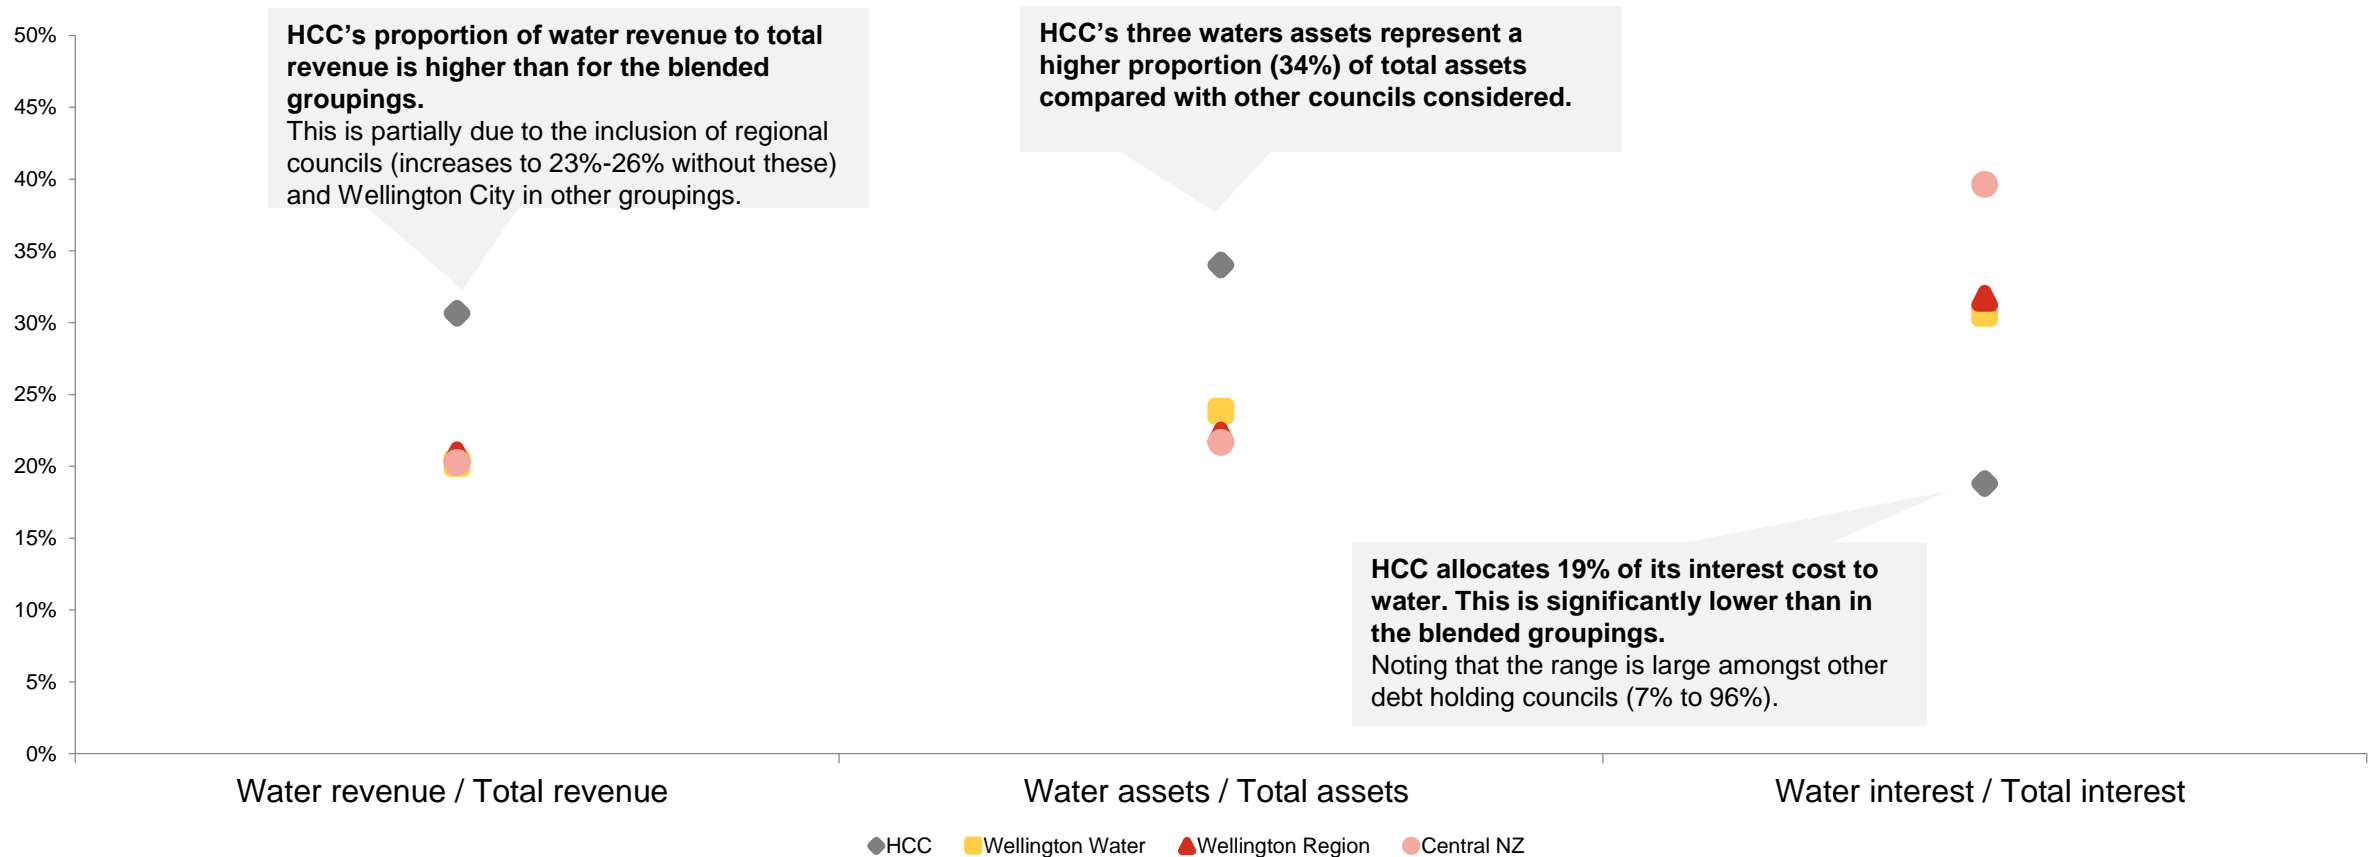 HCC's proportion of water revenue to total
revenue is higher than for the blended
groupings.
This is partially due to the inclusion of regional
councils (increases to 23%-26% without these)
and Wellington City in other groupings.
HCC's three waters assets represent a
higher proportion (34%) of total assets
compared with other councils considered.
50%
45%
40%
35%
30%
25%
20%
15%
10%
5%
0%
HCC allocates 19% of its interest cost to
water. This is significantly lower than in
the blended groupings.
Noting that the range is large amongst other
debt holding councils (7% to 96%).
Water revenue / Total revenue
Water assets / Total assets
Water interest / Total interest
HCC
Wellington Water
Wellington Region
Central NZ